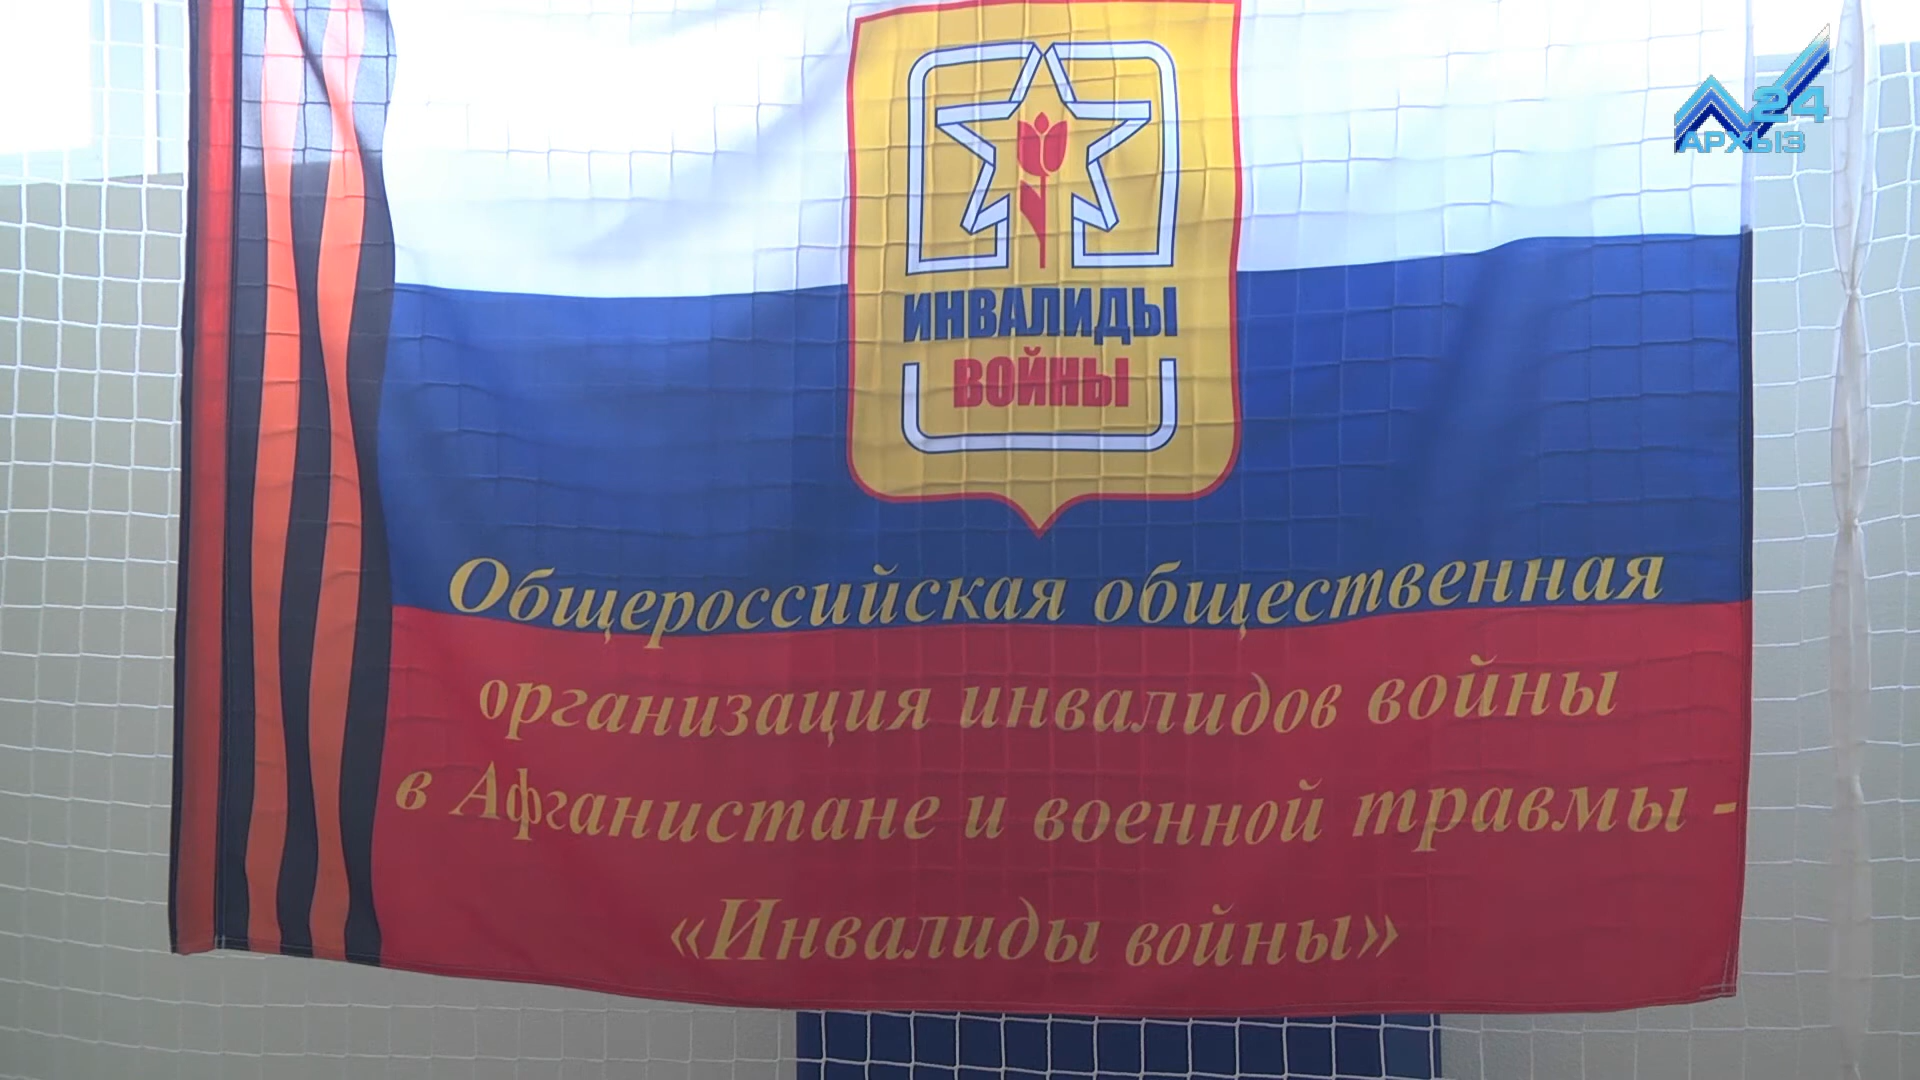 24
АРХЫЗ
ИНВАЛИДЫ
ВОЙНЫ
Общероссийская общественная
организация инвалидов войны
в Афганистане и военной травмы -
«Инвалиды войны»